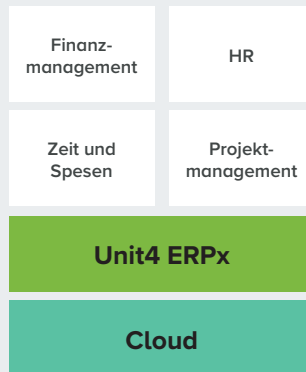 Finanz-
management
HR
Zeit und
Spesen
Projekt-
management
Unit4 ERPx
Cloud